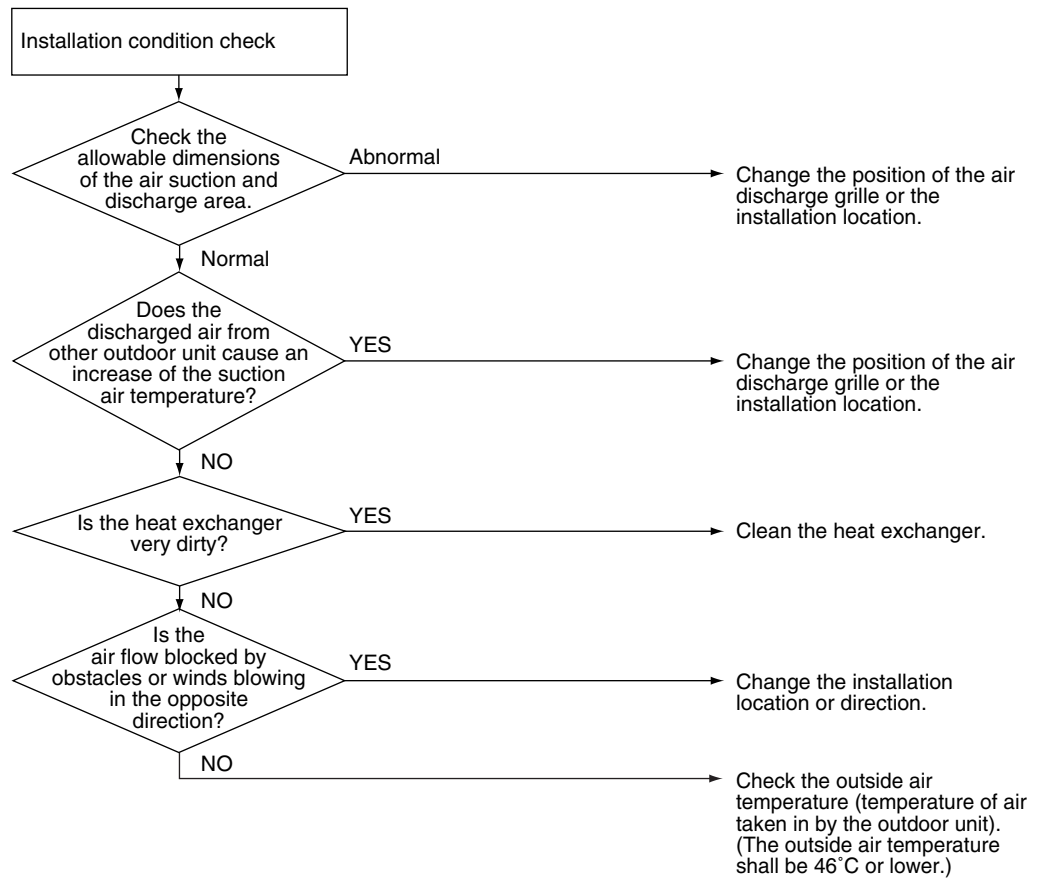 Installation condition check
Check the
allowable dimensions
of the air suction and
discharge area.
Abnormal
Change the position of the air
discharge grille or the
installation location.
Normal
Does the
discharged air from
other outdoor unit cause an
increase of the suction
air temperature?
YES
Change the position of the air
discharge grille or the
installation location.
NO
Is the heat exchanger
very dirty?
YES
Clean the heat exchanger.
NO
Is the
air flow blocked by
obstacles or winds blowing
in the opposite
direction?
YES
Change the installation
location or direction.
NO
Check the outside air
temperature (temperature of air
taken in by the outdoor unit).
(The outside air temperature
shall be 46˚C or lower.)